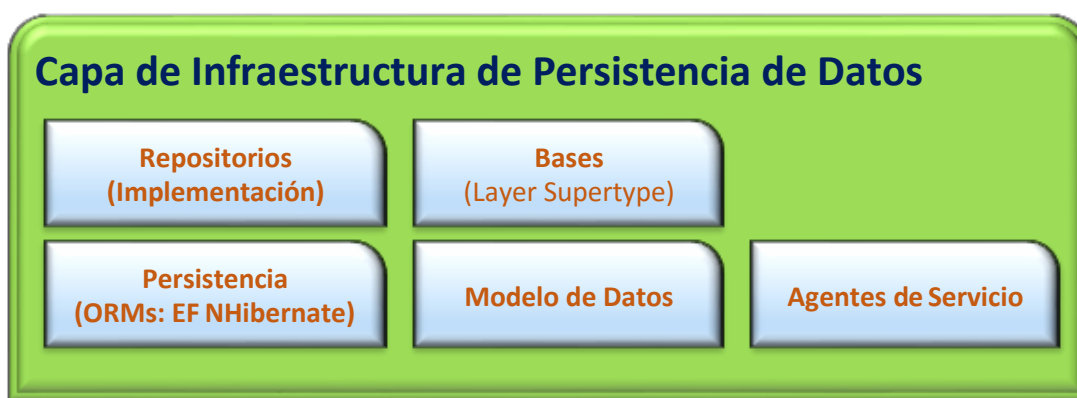 Capa de Infraestructura de Persistencia de Datos
Repositorios
(Implementación)
Bases
(Layer Supertype)
Persistencia
(ORMs: EF NHibernate)
Modelo de Datos
Agentes de Servicio